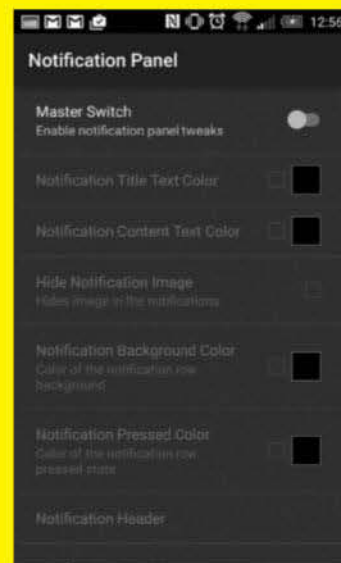 12:56
Notification Panel
Master Switch
Enable notification panel tweaks
Notification Title Text Color
Notification Content Text Color
Hide Notification Image
Hides image in the notifications
Notification Background Color
Color of the notification row
background
Notification Pressed Color
Color of the notification row
pressed state
Notification Header